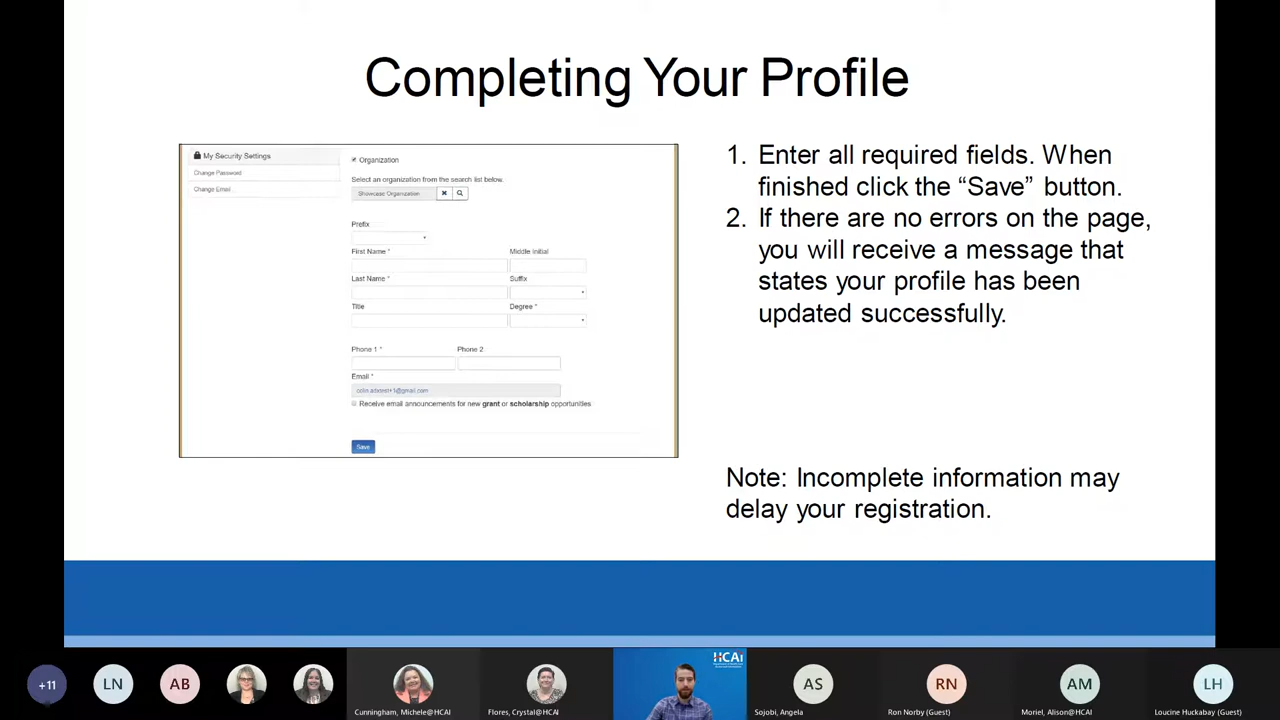 Completing Your Profile
My Security Settings
Change Password
Change Email
Organization
Select an organization from the search list below.
Showcase Organization
Prefix
First Name *
Middle Initial
Last Name *
Suffix
Title
Degree *
Phone 1 *
Phone 2
Email *
Receive email announcements for new grant or scholarship opportunities
Save
1. Enter all required fields. When
finished click the “Save” button.
2. If there are no errors on the page,
you will receive a message that
states your profile has been
updated successfully.
Note: Incomplete information may
delay your registration.
+11
LN
AB
Cunningham, Michele@HCAI
Flores, Crystal@HCAI
HCAi
AS
Sojobi, Angela
RN
Ron Norby (Guest)
AM
Moriel, Alison@HCAI
LH
Loucine Huckabay (Guest)